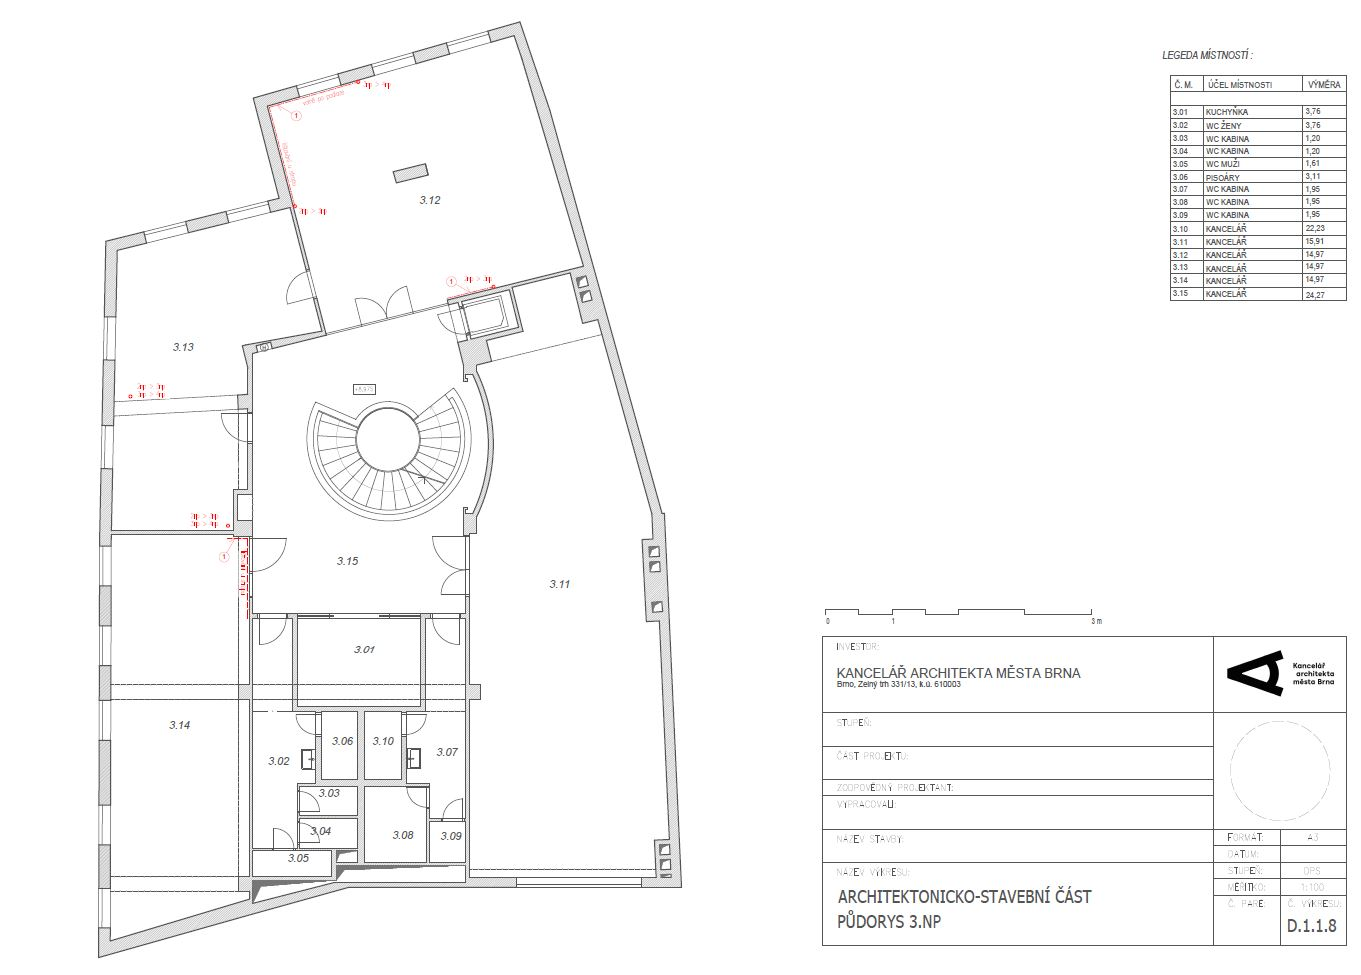 LEGEDA MÍSTNOSTÍ :
Č. M. ÚČEL MÍSTNOSTI VÝMĚRA
3.01 KUCHYŇKA 3,76
3.02 WC ŽENY 3,76
3.03 WC KABINA 1,20
3.04 WC KABINA 1,20
3.05 WC MUŽI 1,61
3.06 PISOÁRY 3,11
3.07 WC KABINA 1,95
3.08 WC KABINA 1,95
3.09 WC KABINA 1,95
3.10 KANCELÁŘ 22,23
3.11 KANCELÁŘ 15,91
3.12 KANCELÁŘ 14,97
3.13 KANCELÁŘ 14,97
3.14 KANCELÁŘ 14,97
3.15 KANCELÁŘ 24,27
1
3.12
1
3.13
1
3.15
3.11
3.01
3.14
3.06
3.10
3.02
3.07
3.03
3.04
3.08
3.09
3.05
0 1 3 m
INVESTOR:
KANCELÁŘ ARCHITEKTA MĚSTA BRNA
Brno, Zelný trh 331/13, k.ú. 610003
Kancelář
architekta
města Brna
STUPEŇ:
ČÁST PROJEKTU:
ZODPOVĚDNÝ PROJEKTANT:
VYPRACOVAL:
NÁZEV STAVBY:
NÁZEV VÝKRESU:
ARCHITEKTONICKO-STAVEBNÍ ČÁST
PŮDORYS 3.NP
FORMÁT: A3
DATUM:
STUPEŇ: DPS
MĚŘÍTKO: 1:100
Č. PARE: Č. VÝKRESU:
D.1.1.8